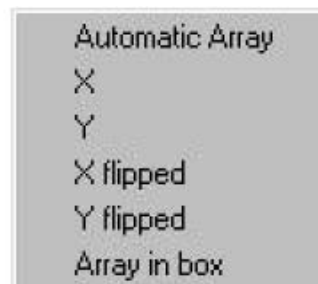 Automatic Array
X
Y
X flipped
Y flipped
Array in box